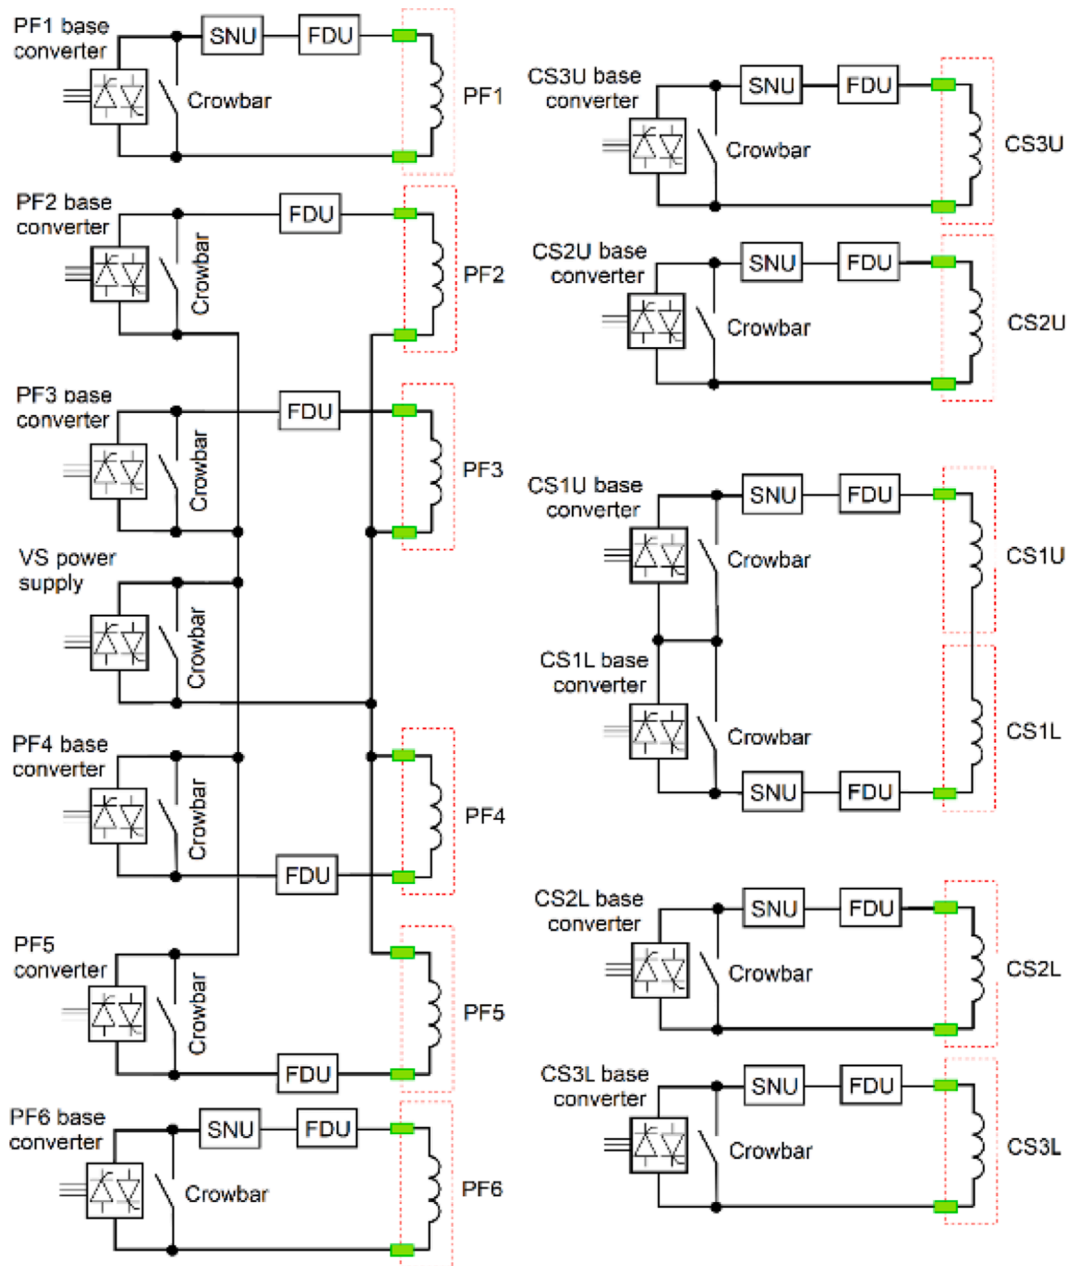 PF1 base
converter
SNU
FDU
Crowbar
PF1
PF2 base
converter
FDU
Crowbar
PF2
PF3 base
converter
FDU
Crowbar
PF3
VS power
supply
Crowbar
PF4 base
converter
Crowbar
FDU
PF4
PF5
converter
Crowbar
FDU
PF5
PF6 base
converter
SNU
FDU
Crowbar
PF6
CS3U base
converter
SNU
FDU
Crowbar
CS3U
CS2U base
converter
SNU
FDU
Crowbar
CS2U
CS1U base
converter
SNU
FDU
Crowbar
CS1U
CS1L base
converter
Crowbar
SNU
FDU
CS1L
CS2L base
converter
SNU
FDU
Crowbar
CS2L
CS3L base
converter
SNU
FDU
Crowbar
CS3L